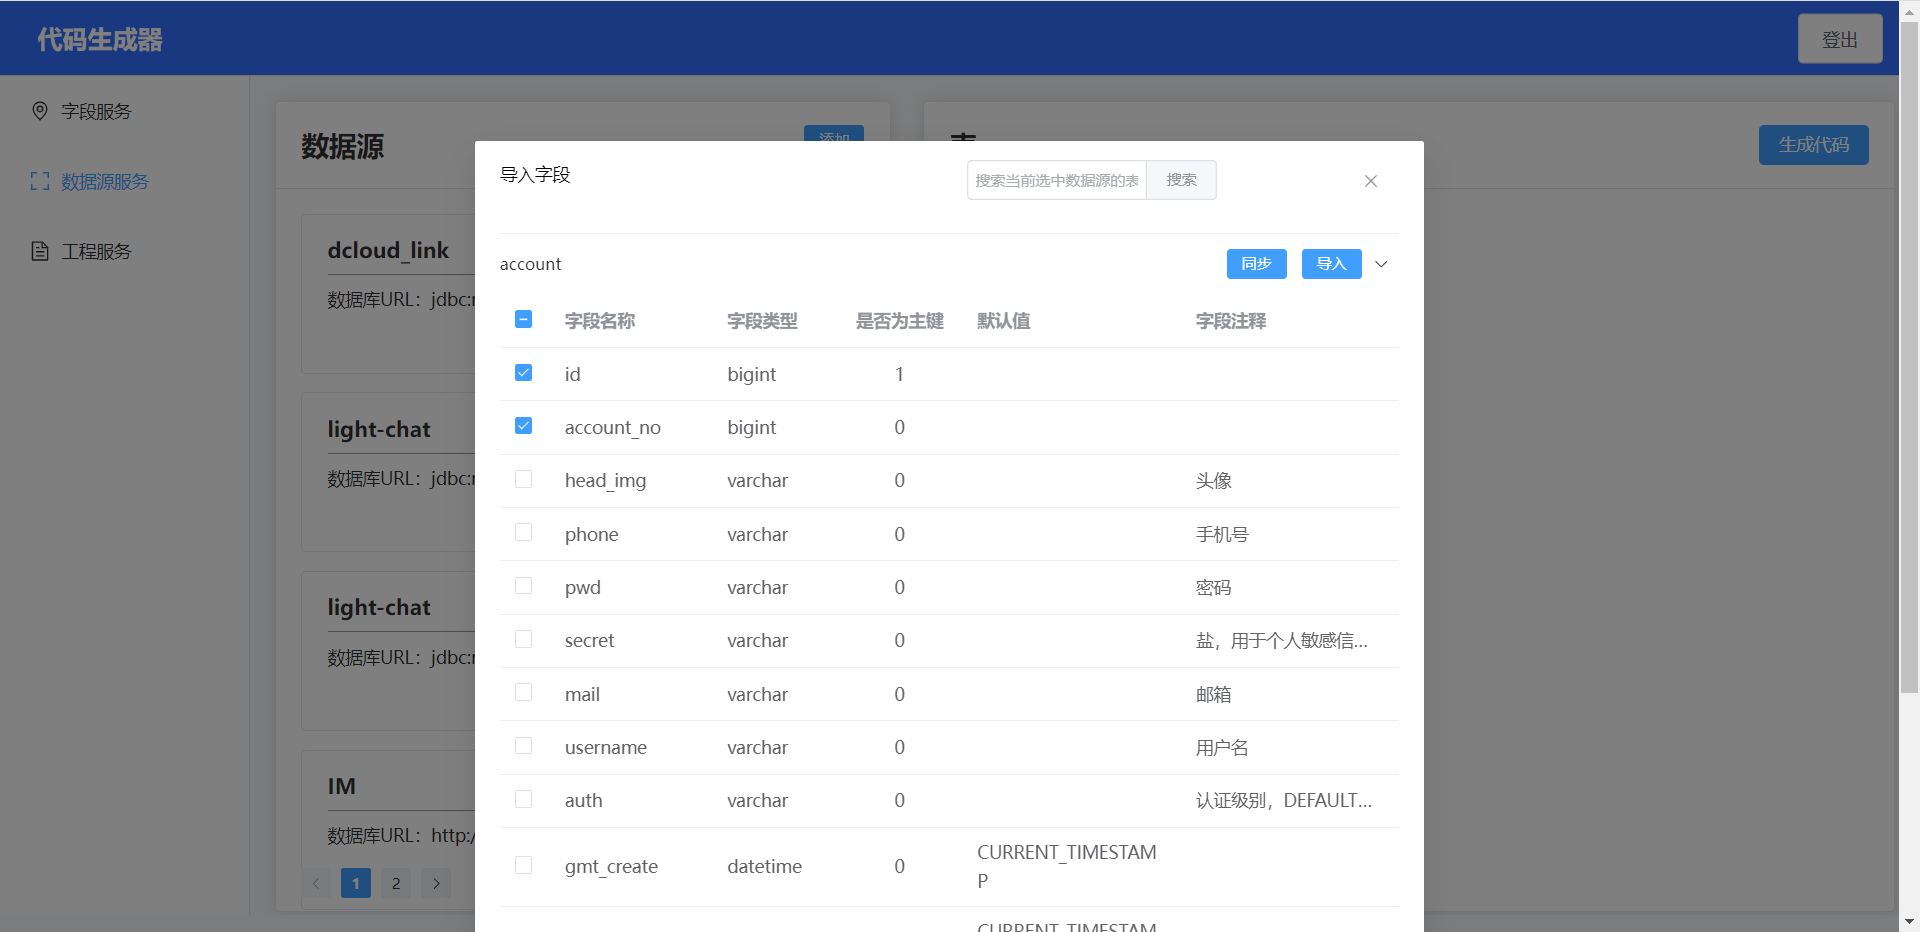 代码生成器
登出
字段服务
数据源服务
工程服务
数据源
添加
生成代码
dcloud_link
数据库URL：jdbc:
light-chat
数据库URL：jdbc:
light-chat
数据库URL：jdbc:
IM
数据库URL：http:/
1
2
导入字段
搜索当前选中数据源的表
搜索
account
同步
导入
字段名称 字段类型 是否为主键 默认值 字段注释
id bigint 1
account_no bigint 0
head_img varchar 0 头像
phone varchar 0 手机号
pwd varchar 0 密码
secret varchar 0 盐，用于个人敏感信...
mail varchar 0 邮箱
username varchar 0 用户名
auth varchar 0 认证级别，DEFAULT...
gmt_create datetime 0 CURRENT_TIMESTAM
P
CURRENT_TIMESTAM